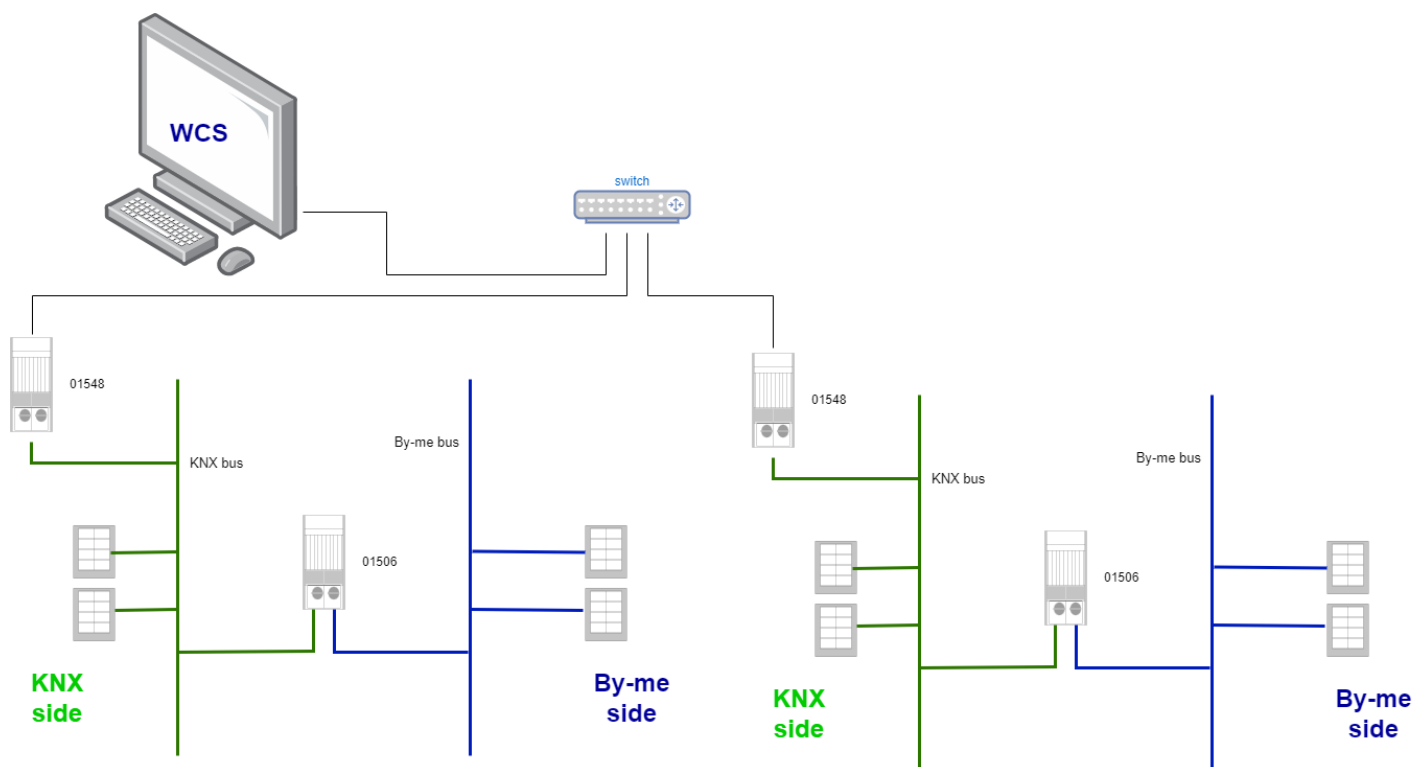 WCS
switch
01548
01548
By-me bus
KNX bus
By-me bus
KNX bus
01506
01506
KNX
side
By-me
side
KNX
side
By-me
side